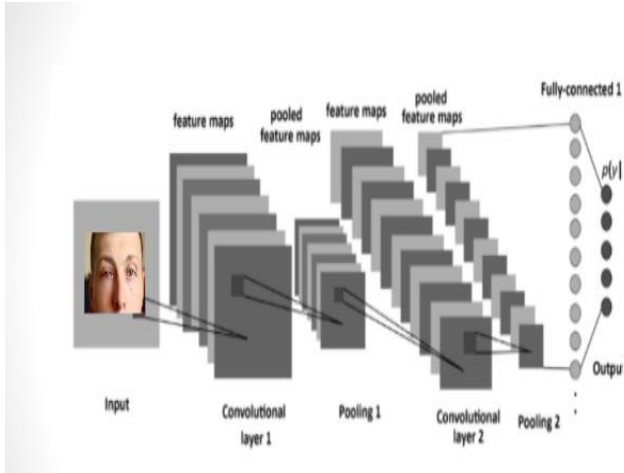 Fully-connected 1
feature maps
pooled
feature maps
feature maps
pooled
feature maps
p(y|
Input
Convolutional
layer 1
Pooling 1
Convolutional
layer 2
Pooling 2
Output